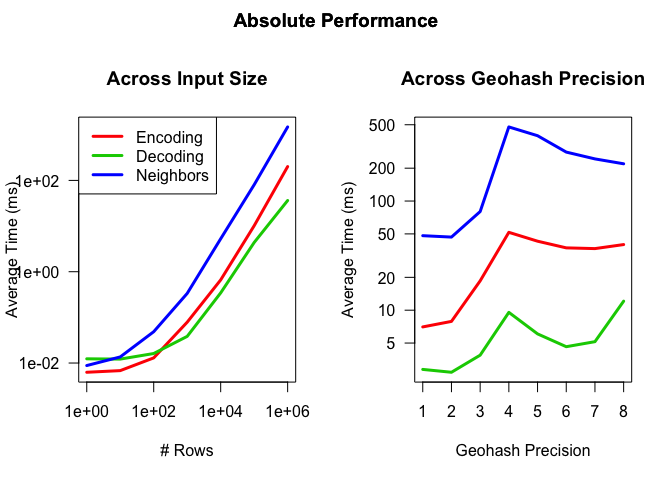 Absolute Performance
Across Input Size
Average Time (ms)
1e+02
1e+00
1e-02
Encoding
Decoding
Neighbors
1e+00 1e+02 1e+04 1e+06
# Rows
Across Geohash Precision
Average Time (ms)
500
200
100
50
20
10
5
1 2 3 4 5 6 7 8
Geohash Precision